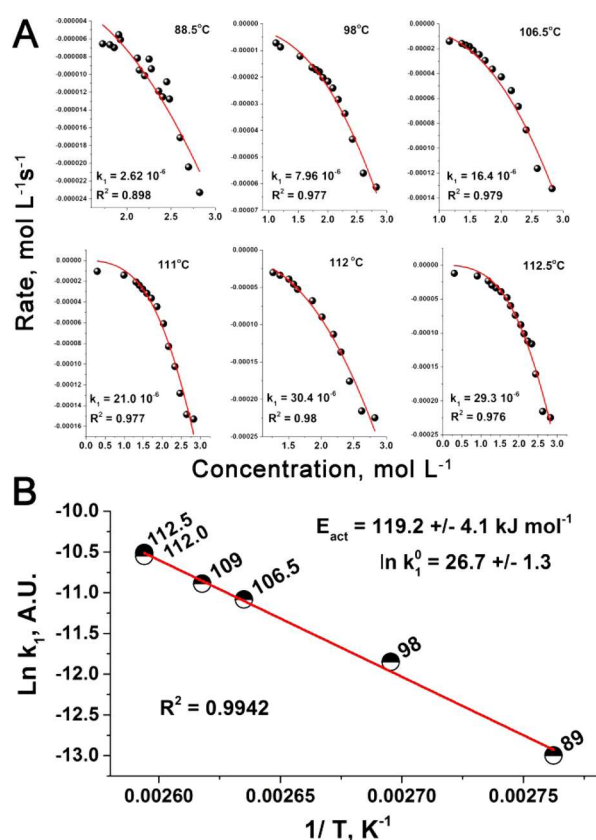 A
Rate, mol L⁻¹s⁻¹
88.5°C
-0.000004
-0.000006
-0.000008
-0.000010
-0.000012
-0.000014
-0.000016
-0.000018
-0.000020
-0.000022
-0.000024
k₁ = 2.62 10⁻⁶
R² = 0.898
2.0 2.5 3.0
98°C
0.00000
-0.00001
-0.00002
-0.00003
-0.00004
-0.00005
-0.00006
-0.00007
k₁ = 7.96 10⁻⁶
R² = 0.977
1.0 1.5 2.0 2.5 3.0
106.5°C
0.00000
-0.00002
-0.00004
-0.00006
-0.00008
-0.00010
-0.00012
-0.00014
k₁ = 16.4 10⁻⁶
R² = 0.979
1.0 1.5 2.0 2.5 3.0
111°C
0.00000
-0.00002
-0.00004
-0.00006
-0.00008
-0.00010
-0.00012
-0.00014
-0.00016
k₁ = 21.0 10⁻⁶
R² = 0.977
0.0 0.5 1.0 1.5 2.0 2.5 3.0
112°C
0.00000
-0.00005
-0.00010
-0.00015
-0.00020
-0.00025
k₁ = 30.4 10⁻⁶
R² = 0.98
1.5 2.0 2.5 3.0
112.5°C
0.00000
-0.00005
-0.00010
-0.00015
-0.00020
-0.00025
k₁ = 29.3 10⁻⁶
R² = 0.976
0.0 0.5 1.0 1.5 2.0 2.5 3.0
Concentration, mol L⁻¹
B
Ln k₁, A.U.
-10.0
-10.5
-11.0
-11.5
-12.0
-12.5
-13.0
112.5
112.0
109
106.5
98
89
E_act = 119.2 +/- 4.1 kJ mol⁻¹
ln k₁⁰ = 26.7 +/- 1.3
R² = 0.9942
0.00260 0.00265 0.00270 0.00275
1/ T, K⁻¹